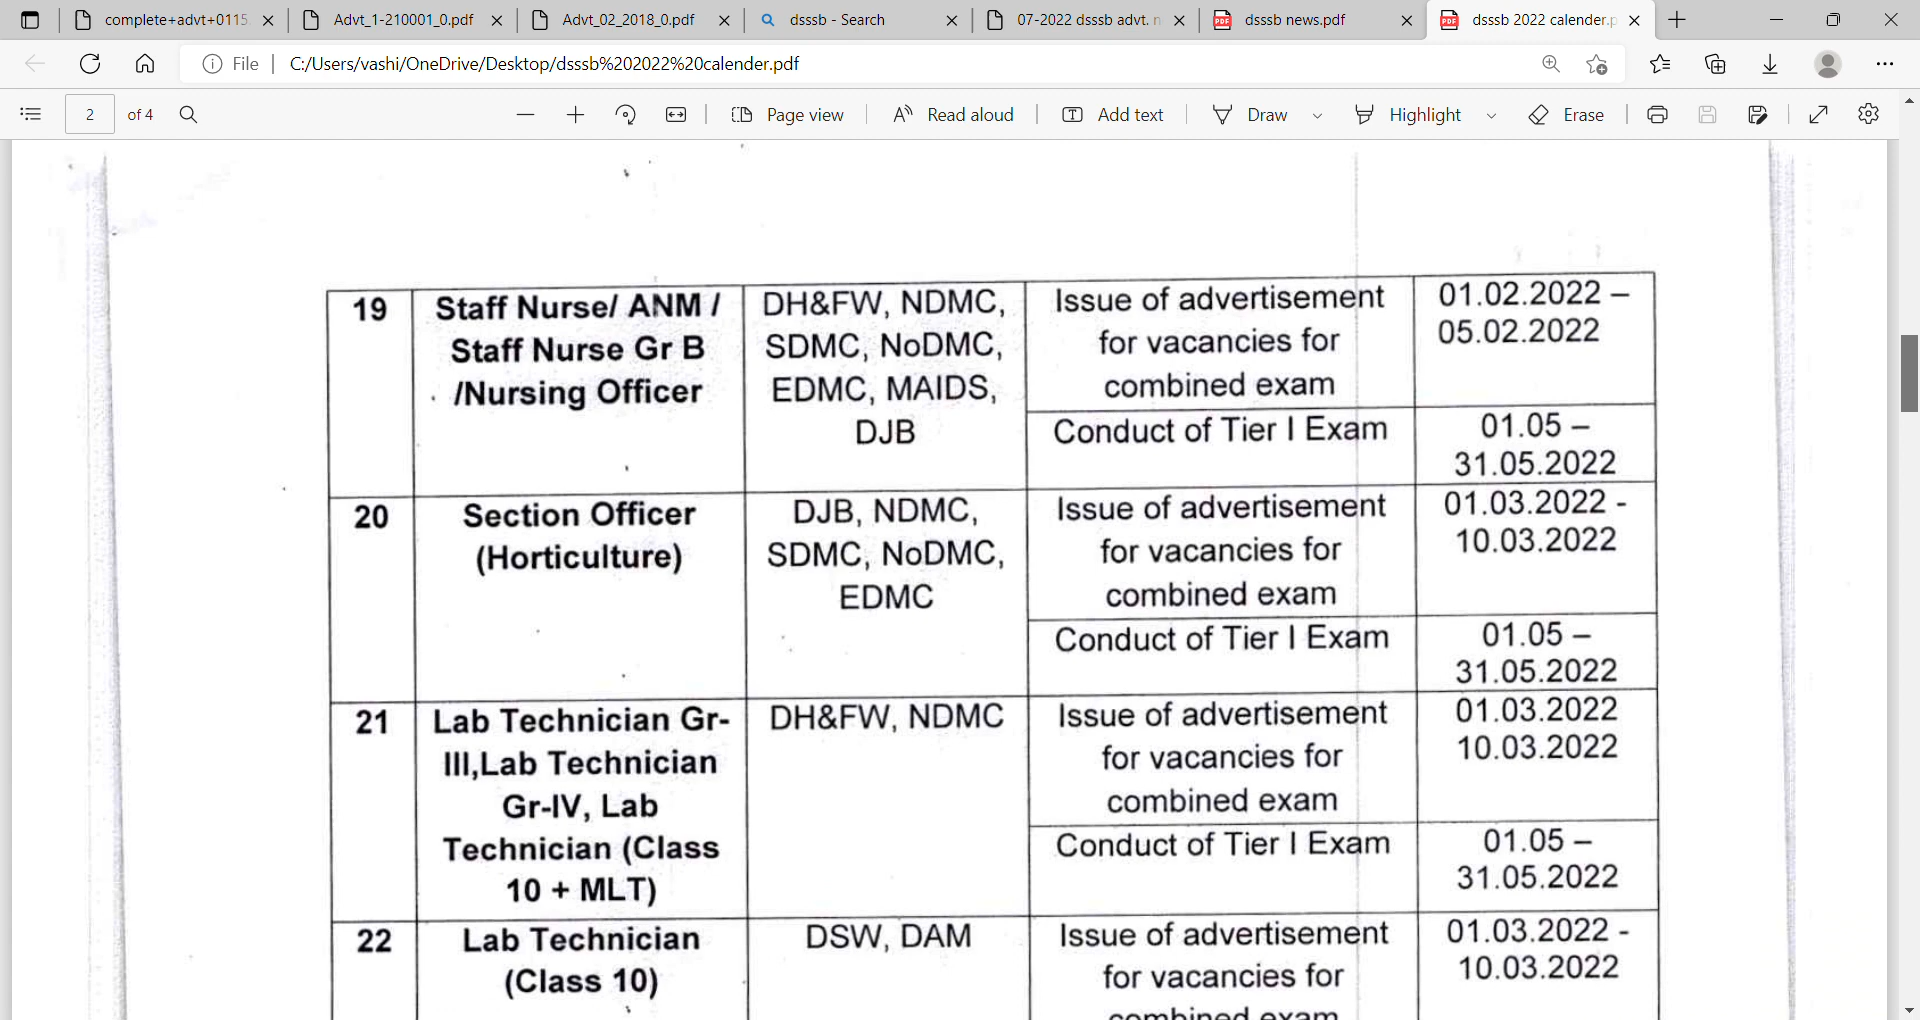 complete+advt+0115
Advt_1-210001_0.pdf
Advt_02_2018_0.pdf
dsssb - Search
07-2022 dsssb advt. n
dsssb news.pdf
dsssb 2022 calender.p
File
C:/Users/vashi/OneDrive/Desktop/dsssb%202022%20calender.pdf
2 of 4
Page view
Read aloud
Add text
Draw
Highlight
Erase
19
Staff Nurse/ ANM /
Staff Nurse Gr B
/Nursing Officer
DH&FW, NDMC,
SDMC, NoDMC,
EDMC, MAIDS,
DJB
Issue of advertisement
for vacancies for
combined exam
01.02.2022 –
05.02.2022
Conduct of Tier I Exam
01.05 –
31.05.2022
20
Section Officer
(Horticulture)
DJB, NDMC,
SDMC, NoDMC,
EDMC
Issue of advertisement
for vacancies for
combined exam
01.03.2022 -
10.03.2022
Conduct of Tier I Exam
01.05 –
31.05.2022
21
Lab Technician Gr-
III,Lab Technician
Gr-IV, Lab
Technician (Class
10 + MLT)
DH&FW, NDMC
Issue of advertisement
for vacancies for
combined exam
01.03.2022
10.03.2022
Conduct of Tier I Exam
01.05 –
31.05.2022
22
Lab Technician
(Class 10)
DSW, DAM
Issue of advertisement
for vacancies for
combined exam
01.03.2022 -
10.03.2022